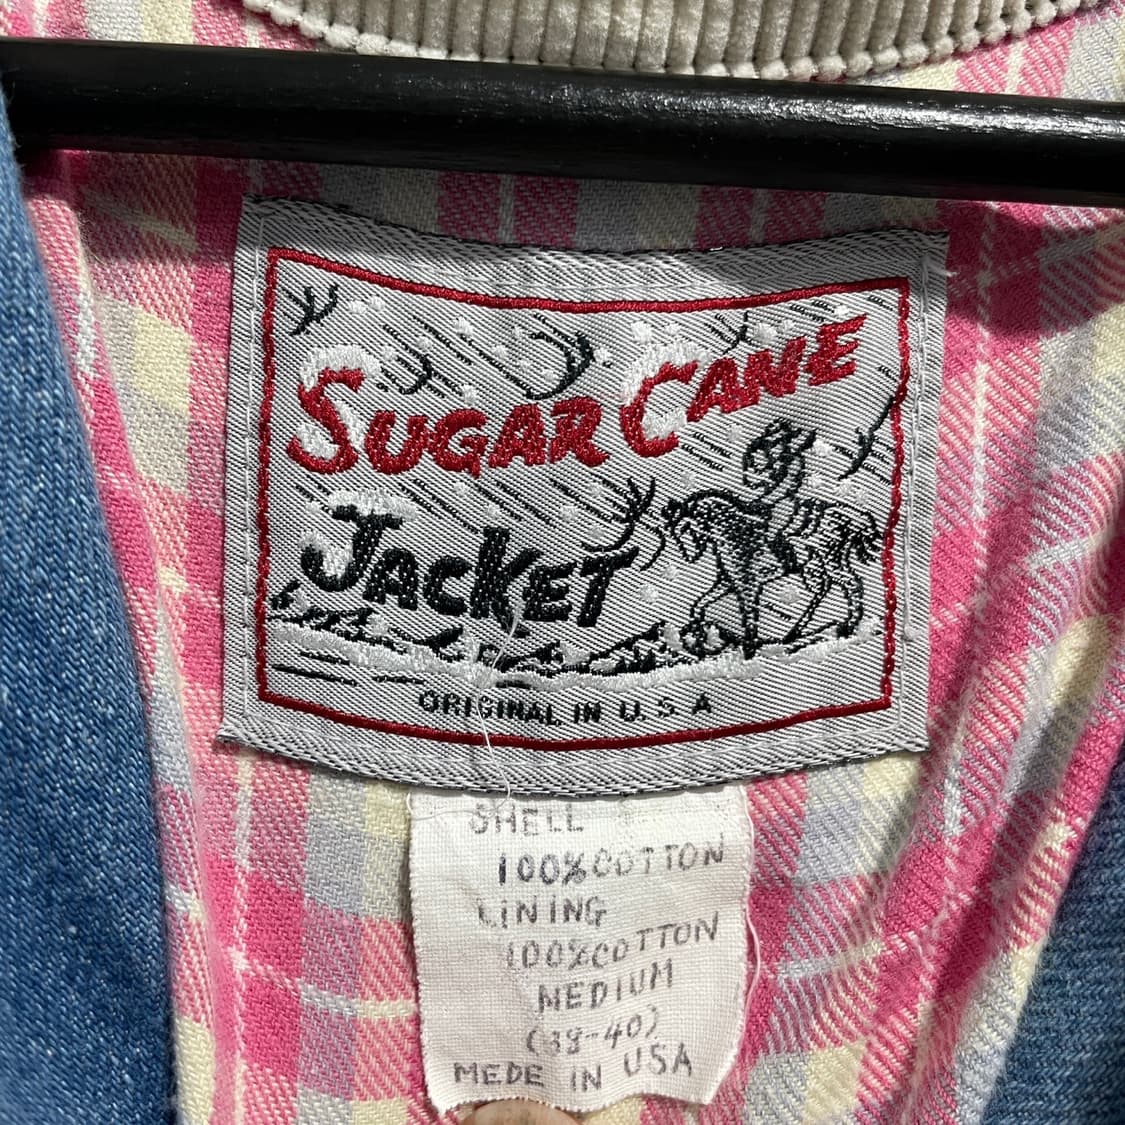 SUGAR CANE
JACKET
ORIGINAL IN U.S A
SHELL
100%COTTON
LINING
100%COTTON
MEDIUM
(38-40)
MEDE IN USA